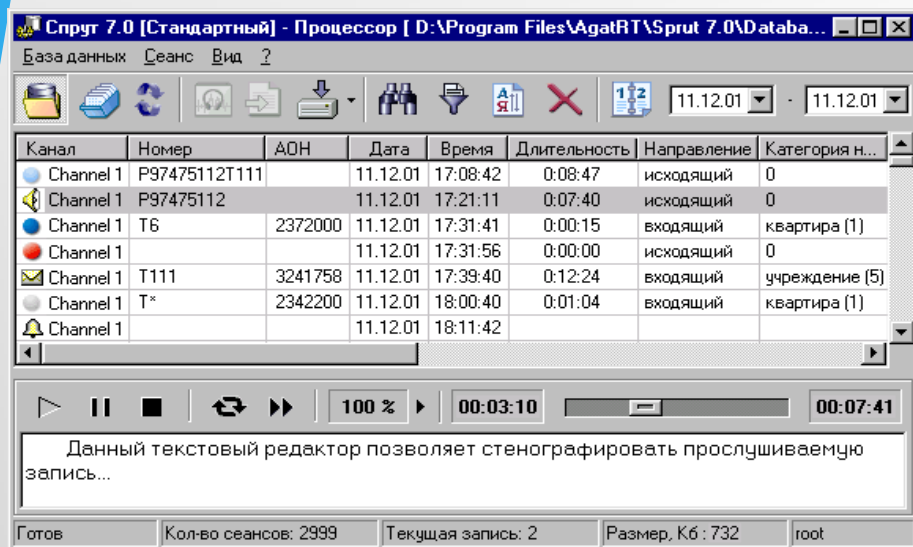 Спрут 7.0 [Стандартный] - Процессор [ D:\Program Files\AgatRT\Sprut 7.0\Databa...
База данных Сеанс Вид ?
11.12.01 - 11.12.01
Канал Номер АОН Дата Время Длительность Направление Категория н...
Channel 1 P97475112T111 11.12.01 17:08:42 0:08:47 исходящий 0
Channel 1 P97475112 11.12.01 17:21:11 0:07:40 исходящий 0
Channel 1 T6 2372000 11.12.01 17:31:41 0:00:15 входящий квартира (1)
Channel 1 11.12.01 17:31:56 0:00:00 исходящий 0
Channel 1 T111 3241758 11.12.01 17:39:40 0:12:24 входящий учреждение (5)
Channel 1 T* 2342200 11.12.01 18:00:40 0:01:04 входящий квартира (1)
Channel 1 11.12.01 18:11:42
100 % 00:03:10 00:07:41
Данный текстовый редактор позволяет стенографировать прослушиваемую
запись...
Готов Кол-во сеансов: 2999 Текущая запись: 2 Размер, Кб : 732 root